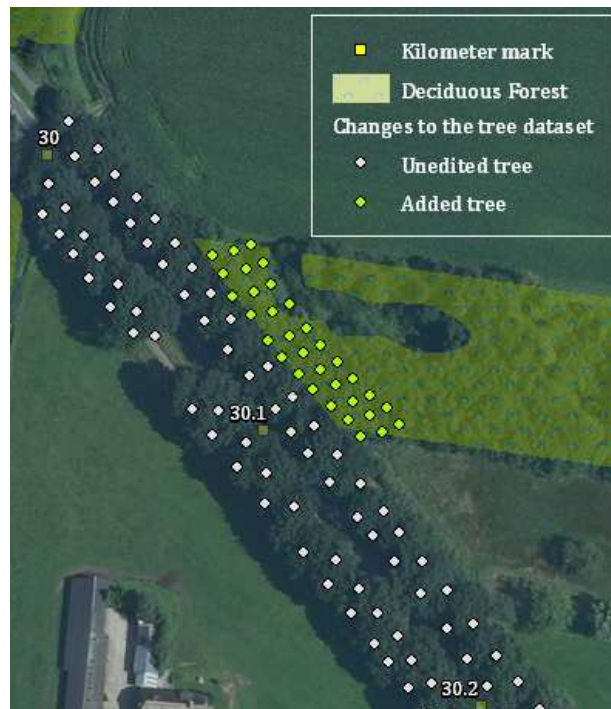 Kilometer mark
Deciduous Forest
Changes to the tree dataset
Unedited tree
Added tree
30
30.1
30.2